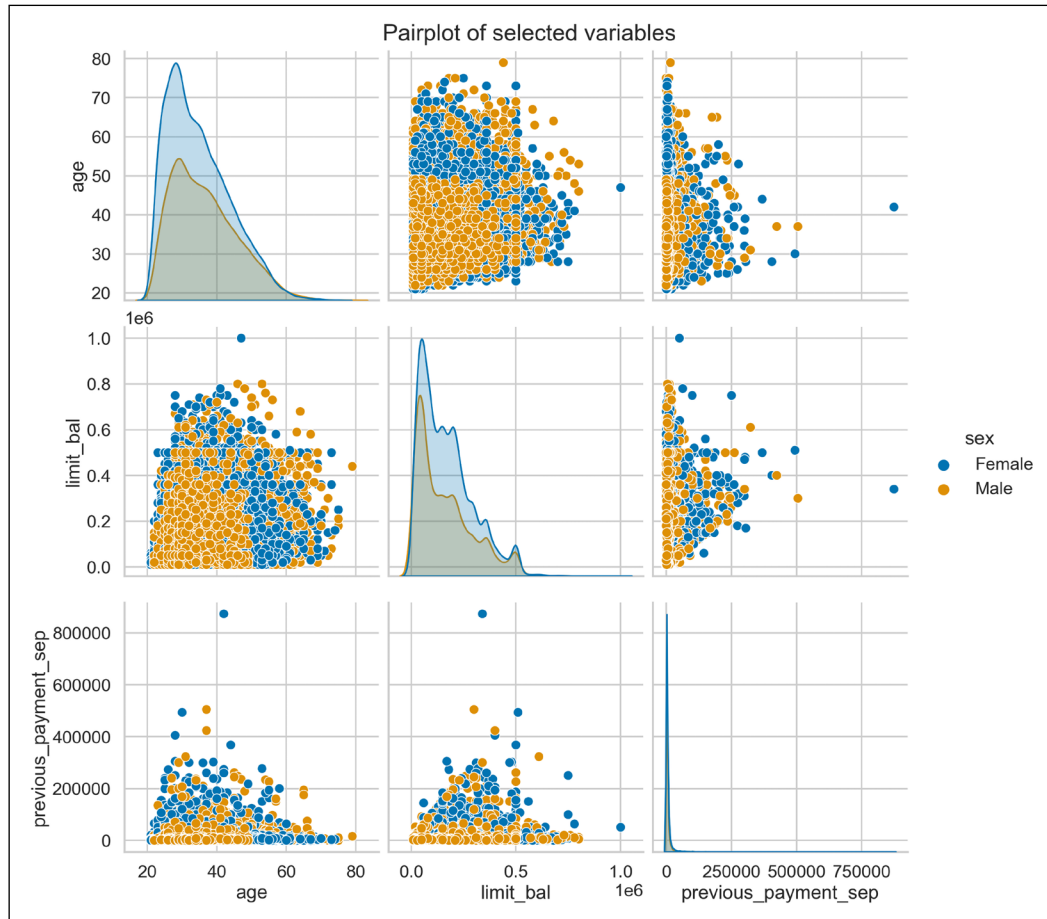 Pairplot of selected variables
80
70
60
50
40
30
20
age
1e6
1.0
0.8
0.6
0.4
0.2
0.0
limit_bal
sex
Female
Male
800000
600000
400000
200000
0
previous_payment_sep
20 40 60 80
age
0.0 0.5 1.0
1e6
limit_bal
0 250000 500000 750000
previous_payment_sep